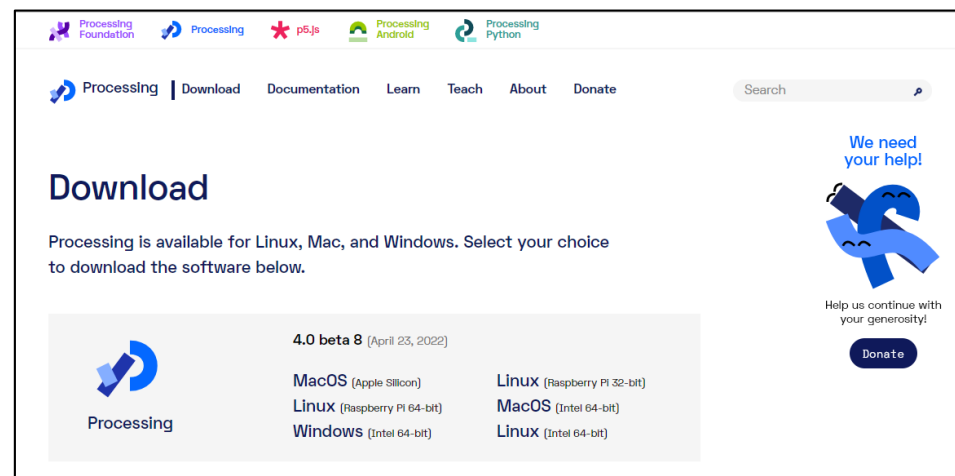 Processing Foundation
Processing
p5.js
Processing Android
Processing Python
Processing
Download
Documentation
Learn
Teach
About
Donate
Search
We need
your help!
Download
Processing is available for Linux, Mac, and Windows. Select your choice
to download the software below.
Help us continue with
your generosity!
Donate
Processing
4.0 beta 8 (April 23, 2022)
MacOS (Apple Silicon)
Linux (Raspberry Pi 64-bit)
Windows (Intel 64-bit)
Linux (Raspberry Pi 32-bit)
MacOS (Intel 64-bit)
Linux (Intel 64-bit)